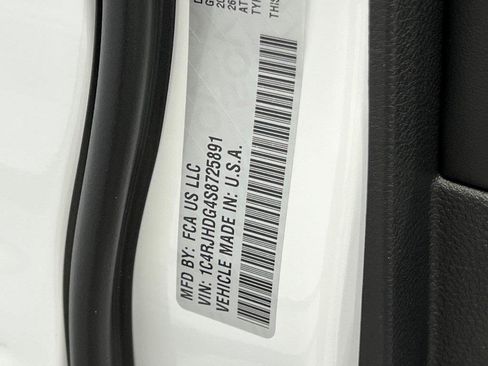 MFD BY: FCA US LLC
VIN: 1C4RJHDG4S8725891
VEHICLE MADE IN: U.S.A.